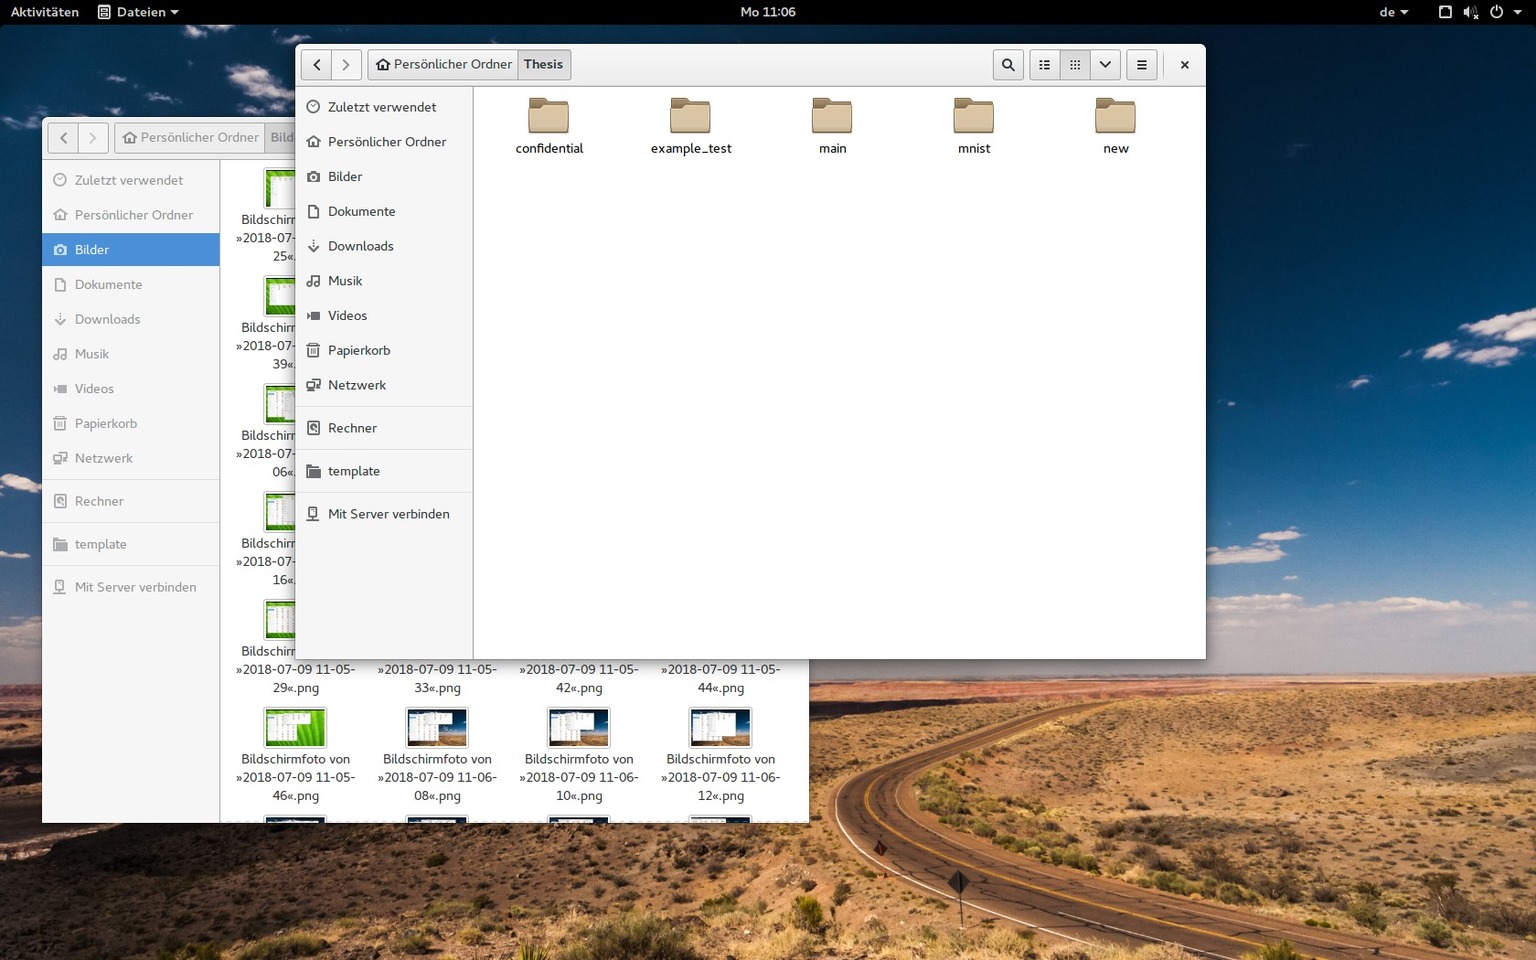 Aktivitäten
Dateien
Mo 11:06
de
Persönlicher Ordner
Thesis
Zuletzt verwendet
Persönlicher Ordner
Bilder
Dokumente
Downloads
Musik
Videos
Papierkorb
Netzwerk
Rechner
template
Mit Server verbinden
confidential
example_test
main
mnist
new
Persönlicher Ordner
Bild
Zuletzt verwendet
Persönlicher Ordner
Bilder
Dokumente
Downloads
Musik
Videos
Papierkorb
Netzwerk
Rechner
template
Mit Server verbinden
Bildschirm
»2018-07-
25«.
Bildschirm
»2018-07-
39«.
Bildschirm
»2018-07-
06«.
Bildschirm
»2018-07-
16«.
Bildschirm
»2018-07-09 11-05-
29«.png
»2018-07-09 11-05-
33«.png
»2018-07-09 11-05-
42«.png
»2018-07-09 11-05-
44«.png
Bildschirmfoto von
»2018-07-09 11-05-
46«.png
Bildschirmfoto von
»2018-07-09 11-06-
08«.png
Bildschirmfoto von
»2018-07-09 11-06-
10«.png
Bildschirmfoto von
»2018-07-09 11-06-
12«.png